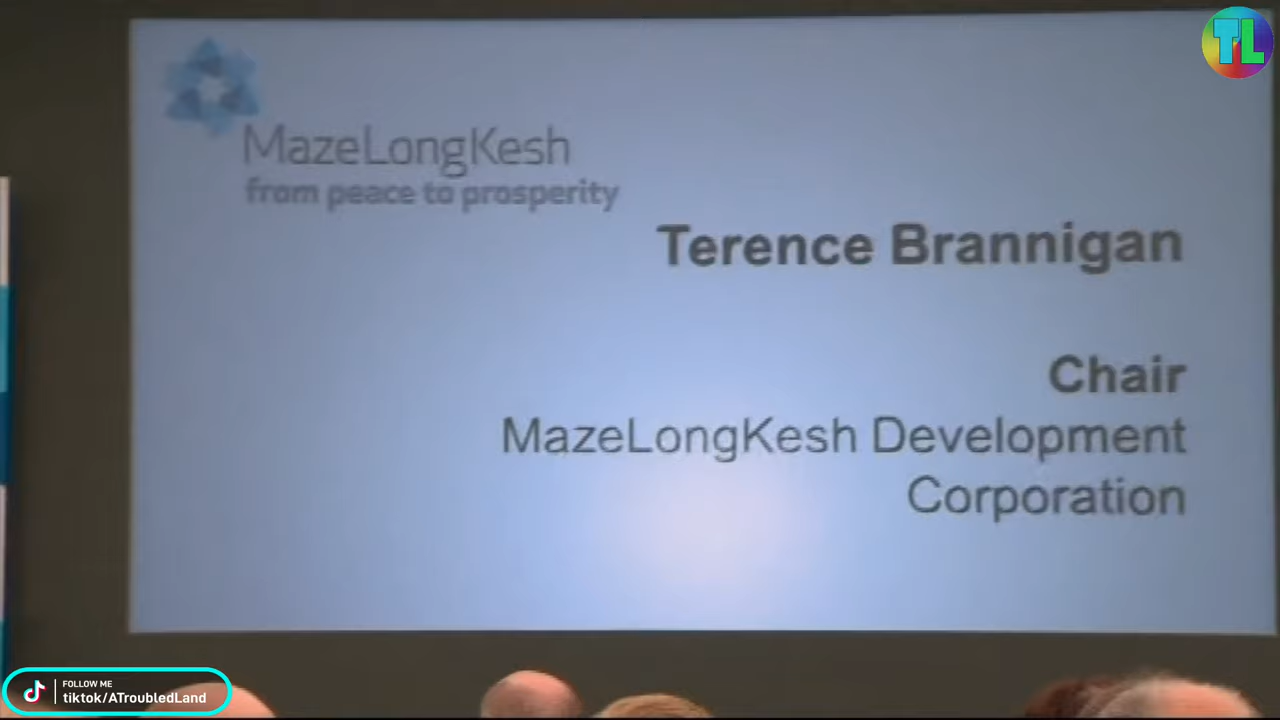 TL
MazeLongKesh
from peace to prosperity
Terence Brannigan
Chair
MazeLongKesh Development
Corporation
FOLLOW ME
tiktok/ATroubledLand